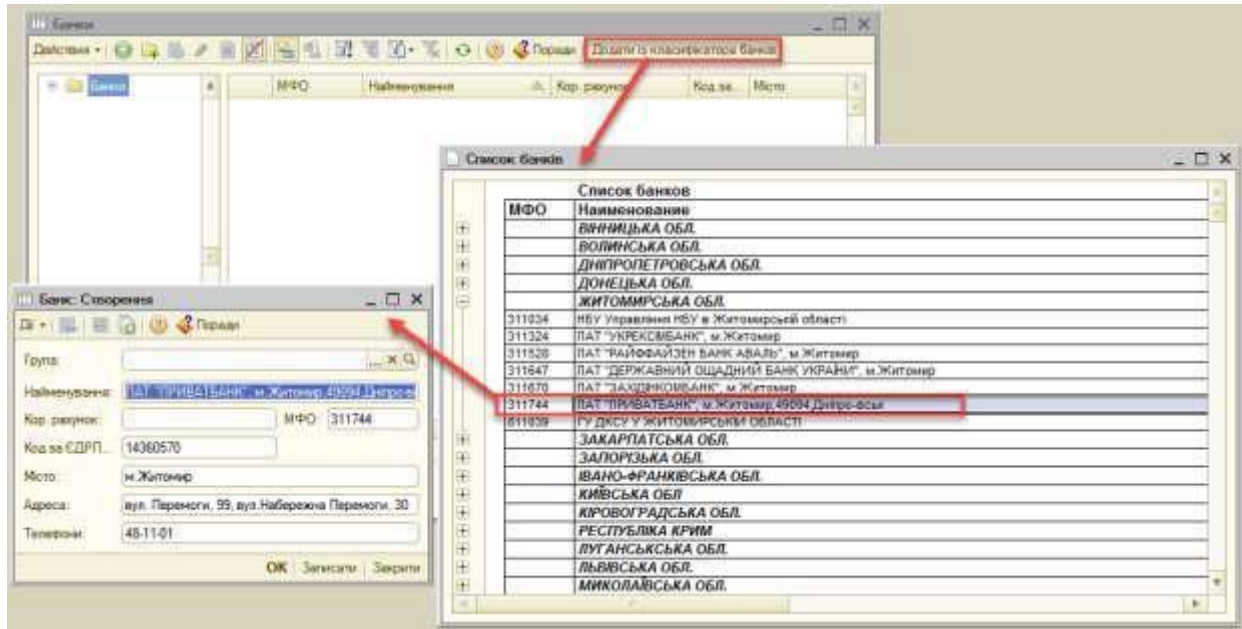 Банки
Действия
Поради
Додати із класифікатора банків
Банки
МФО
Найменування
Кор. рахунок
Код за...
Місто
Список банків
Список банков
МФО Наименование
ВІННИЦЬКА ОБЛ.
ВОЛИНСЬКА ОБЛ.
ДНІПРОПЕТРОВСЬКА ОБЛ.
ДОНЕЦЬКА ОБЛ.
ЖИТОМИРСЬКА ОБЛ.
311034 НБУ Управління НБУ в Житомирській області
311324 ПАТ "УКРЕКСІМБАНК", м.Житомир
311528 ПАТ "РАЙФФАЙЗЕН БАНК АВАЛЬ", м.Житомир
311647 ПАТ "ДЕРЖАВНИЙ ОЩАДНИЙ БАНК УКРАЇНИ", м.Житомир
311670 ПАТ "ЗАХІДІНКОМБАНК", м.Житомир
311744 ПАТ "ПРИВАТБАНК", м.Житомир,49094,Дніпро-вськ
811039 ГУ ДКСУ У ЖИТОМИРСЬКІЙ ОБЛАСТІ
ЗАКАРПАТСЬКА ОБЛ.
ЗАПОРІЗЬКА ОБЛ.
ІВАНО-ФРАНКІВСЬКА ОБЛ.
КИЇВСЬКА ОБЛ
КІРОВОГРАДСЬКА ОБЛ.
РЕСПУБЛІКА КРИМ
ЛУГАНСЬКСЬКА ОБЛ.
ЛЬВІВСЬКА ОБЛ.
МИКОЛАЇВСЬКА ОБЛ.
Банк: Створення
Поради
Група:
Найменування: ПАТ "ПРИВАТБАНК", м.Житомир,49094,Дніпро-в
Кор. рахунок: МФО: 311744
Код за ЄДРП... 14360570
Місто: м.Житомир
Адреса: вул. Перемоги, 99, вул.Набережна Перемоги, 30
Телефони: 48-11-01
ОК Записати Закрити